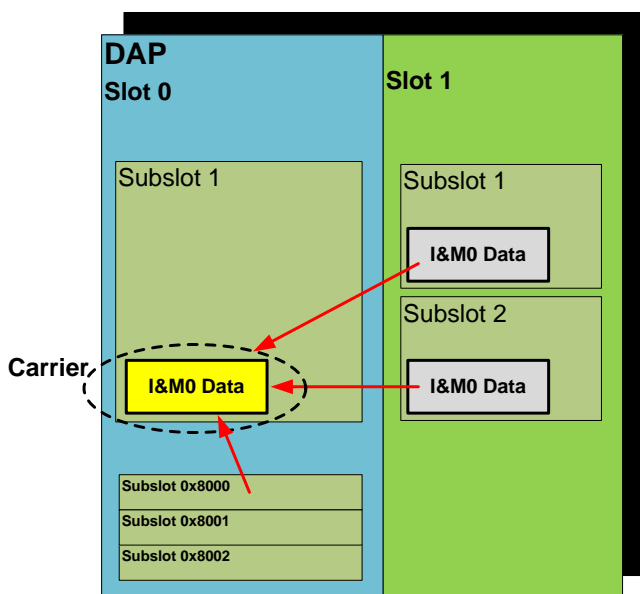 DAP
Slot 0
Slot 1
Subslot 1
Subslot 1
I&M0 Data
Subslot 2
Carrier
I&M0 Data
I&M0 Data
Subslot 0x8000
Subslot 0x8001
Subslot 0x8002